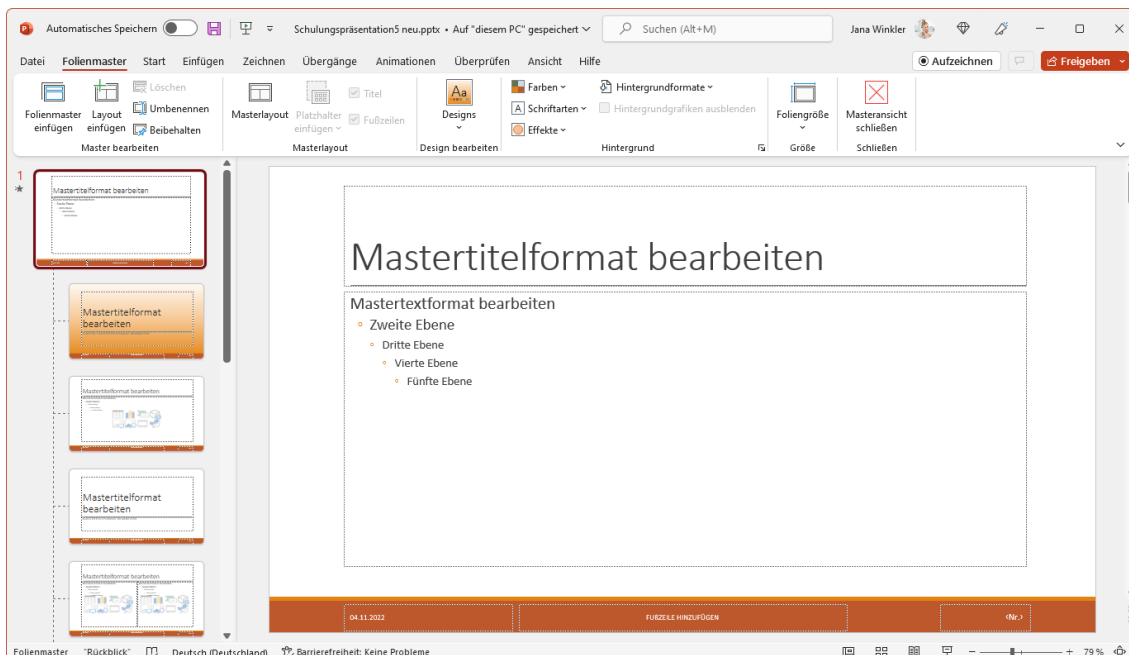 Automatisches Speichern
Schulungspräsentation5 neu.pptx • Auf "diesem PC" gespeichert
Suchen (Alt+M)
Jana Winkler
Datei Folienmaster Start Einfügen Zeichnen Übergänge Animationen Überprüfen Ansicht Hilfe
Aufzeichnen
Freigeben
Folienmaster einfügen
Layout einfügen
Löschen
Umbenennen
Beibehalten
Master bearbeiten
Masterlayout
Platzhalter einfügen
Titel
Fußzeilen
Masterlayout
Aa
Designs
Design bearbeiten
Farben
A Schriftarten
Effekte
Hintergrundformate
Hintergrundgrafiken ausblenden
Hintergrund
Foliengröße
Größe
Masteransicht schließen
Schließen
1
Mastertitelformat bearbeiten
Mastertitelformat
bearbeiten
Mastertitelformat bearbeiten
Mastertitelformat
bearbeiten
Mastertitelformat bearbeiten
Mastertitelformat bearbeiten
Mastertextformat bearbeiten
Zweite Ebene
Dritte Ebene
Vierte Ebene
Fünfte Ebene
04.11.2022
FUßZEILE HINZUFÜGEN
‹Nr.›
Folienmaster "Rückblick" Deutsch (Deutschland) Barrierefreiheit: Keine Probleme
79 %